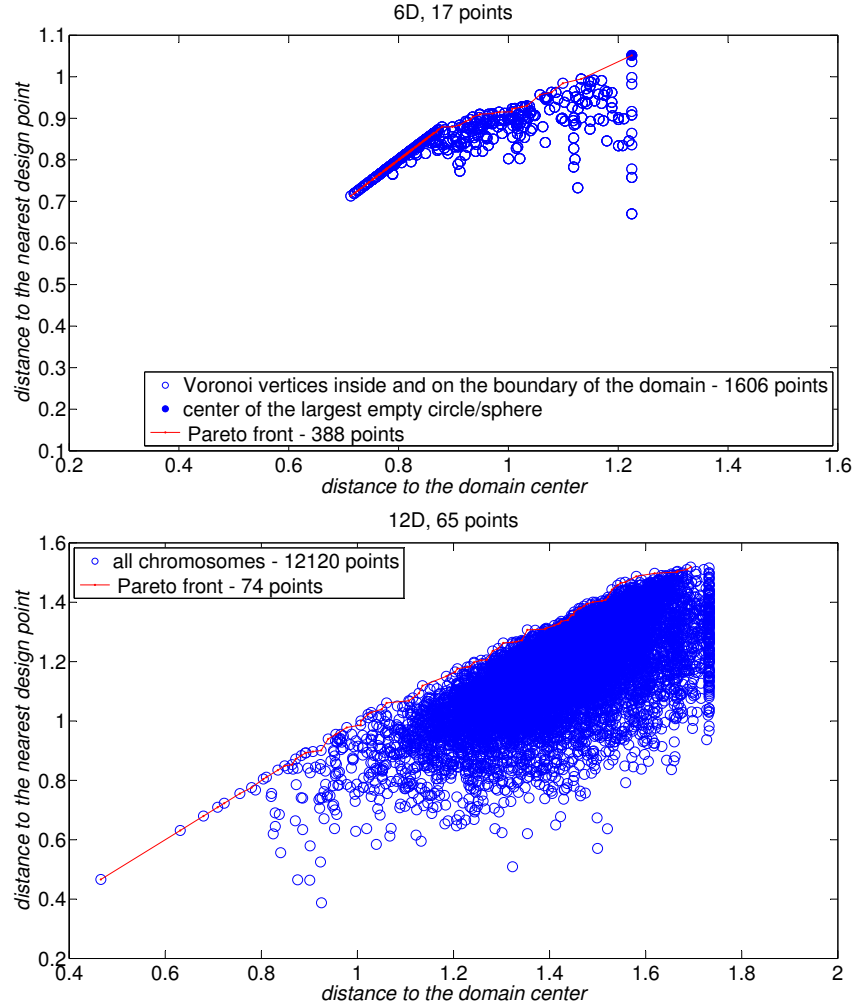 6D, 17 points
1.1
1
0.9
0.8
0.7
0.6
0.5
0.4
0.3
0.2
0.1
distance to the nearest design point
Voronoi vertices inside and on the boundary of the domain - 1606 points
center of the largest empty circle/sphere
Pareto front - 388 points
0.2 0.4 0.6 0.8 1 1.2 1.4 1.6
distance to the domain center
12D, 65 points
1.6
1.4
1.2
1
0.8
0.6
0.4
0.2
distance to the nearest design point
all chromosomes - 12120 points
Pareto front - 74 points
0.4 0.6 0.8 1 1.2 1.4 1.6 1.8 2
distance to the domain center